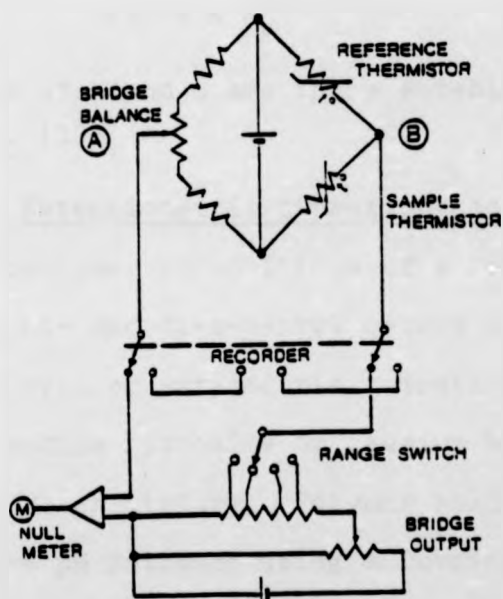 REFERENCE
THERMISTOR
BRIDGE
BALANCE
A
B
SAMPLE
THERMISTOR
RECORDER
RANGE SWITCH
M
NULL
METER
BRIDGE
OUTPUT